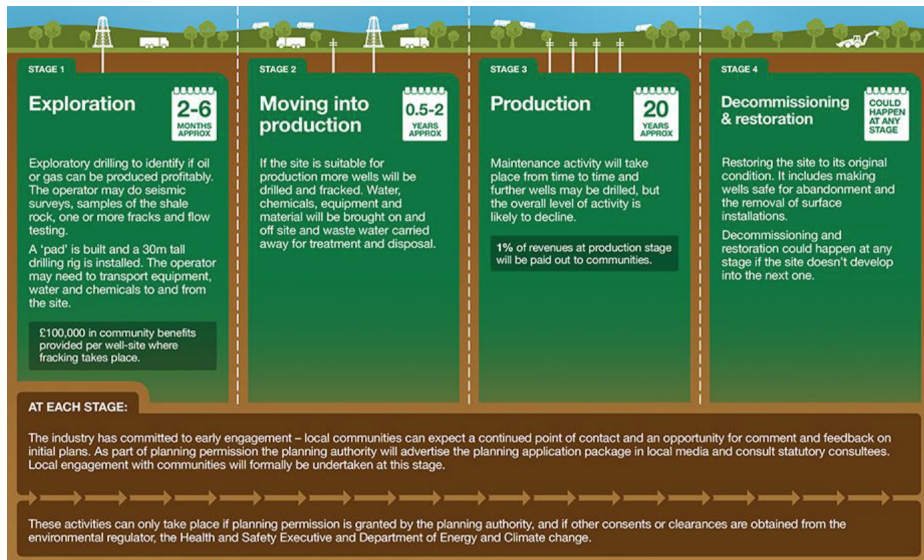 STAGE 1
Exploration
2-6
MONTHS
APPROX
Exploratory drilling to identify if oil
or gas can be produced profitably.
The operator may do seismic
surveys, samples of the shale
rock, one or more fracks and flow
testing.
A ‘pad’ is built and a 30m tall
drilling rig is installed. The operator
may need to transport equipment,
water and chemicals to and from
the site.
£100,000 in community benefits
provided per well-site where
fracking takes place.
STAGE 2
Moving into
production
0.5-2
YEARS
APPROX
If the site is suitable for
production more wells will be
drilled and fracked. Water,
chemicals, equipment and
material will be brought on and
off site and waste water carried
away for treatment and disposal.
STAGE 3
Production
20
YEARS
APPROX
Maintenance activity will take
place from time to time and
further wells may be drilled, but
the overall level of activity is
likely to decline.
1% of revenues at production stage
will be paid out to communities.
STAGE 4
Decommissioning
& restoration
COULD
HAPPEN
AT ANY
STAGE
Restoring the site to its original
condition. It includes making
wells safe for abandonment and
the removal of surface
installations.
Decommissioning and
restoration could happen at any
stage if the site doesn’t develop
into the next one.
AT EACH STAGE:
The industry has committed to early engagement – local communities can expect a continued point of contact and an opportunity for comment and feedback on
initial plans. As part of planning permission the planning authority will advertise the planning application package in local media and consult statutory consultees.
Local engagement with communities will formally be undertaken at this stage.
These activities can only take place if planning permission is granted by the planning authority, and if other consents or clearances are obtained from the
environmental regulator, the Health and Safety Executive and Department of Energy and Climate change.